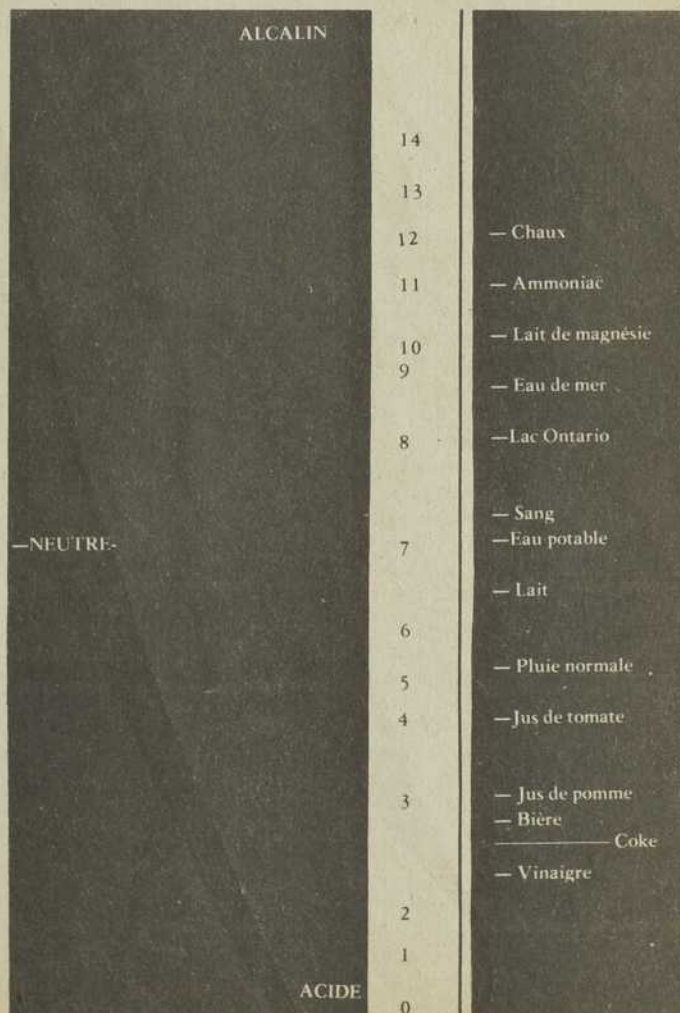 ALCALIN
14
13
12 — Chaux
11 — Ammoniac
10 — Lait de magnésie
9 — Eau de mer
8 —Lac Ontario
— Sang
—NEUTRE- 7 —Eau potable
— Lait
6
— Pluie normale
5
4 —Jus de tomate
3 — Jus de pomme
— Bière
——— Coke
— Vinaigre
2
1
ACIDE
0